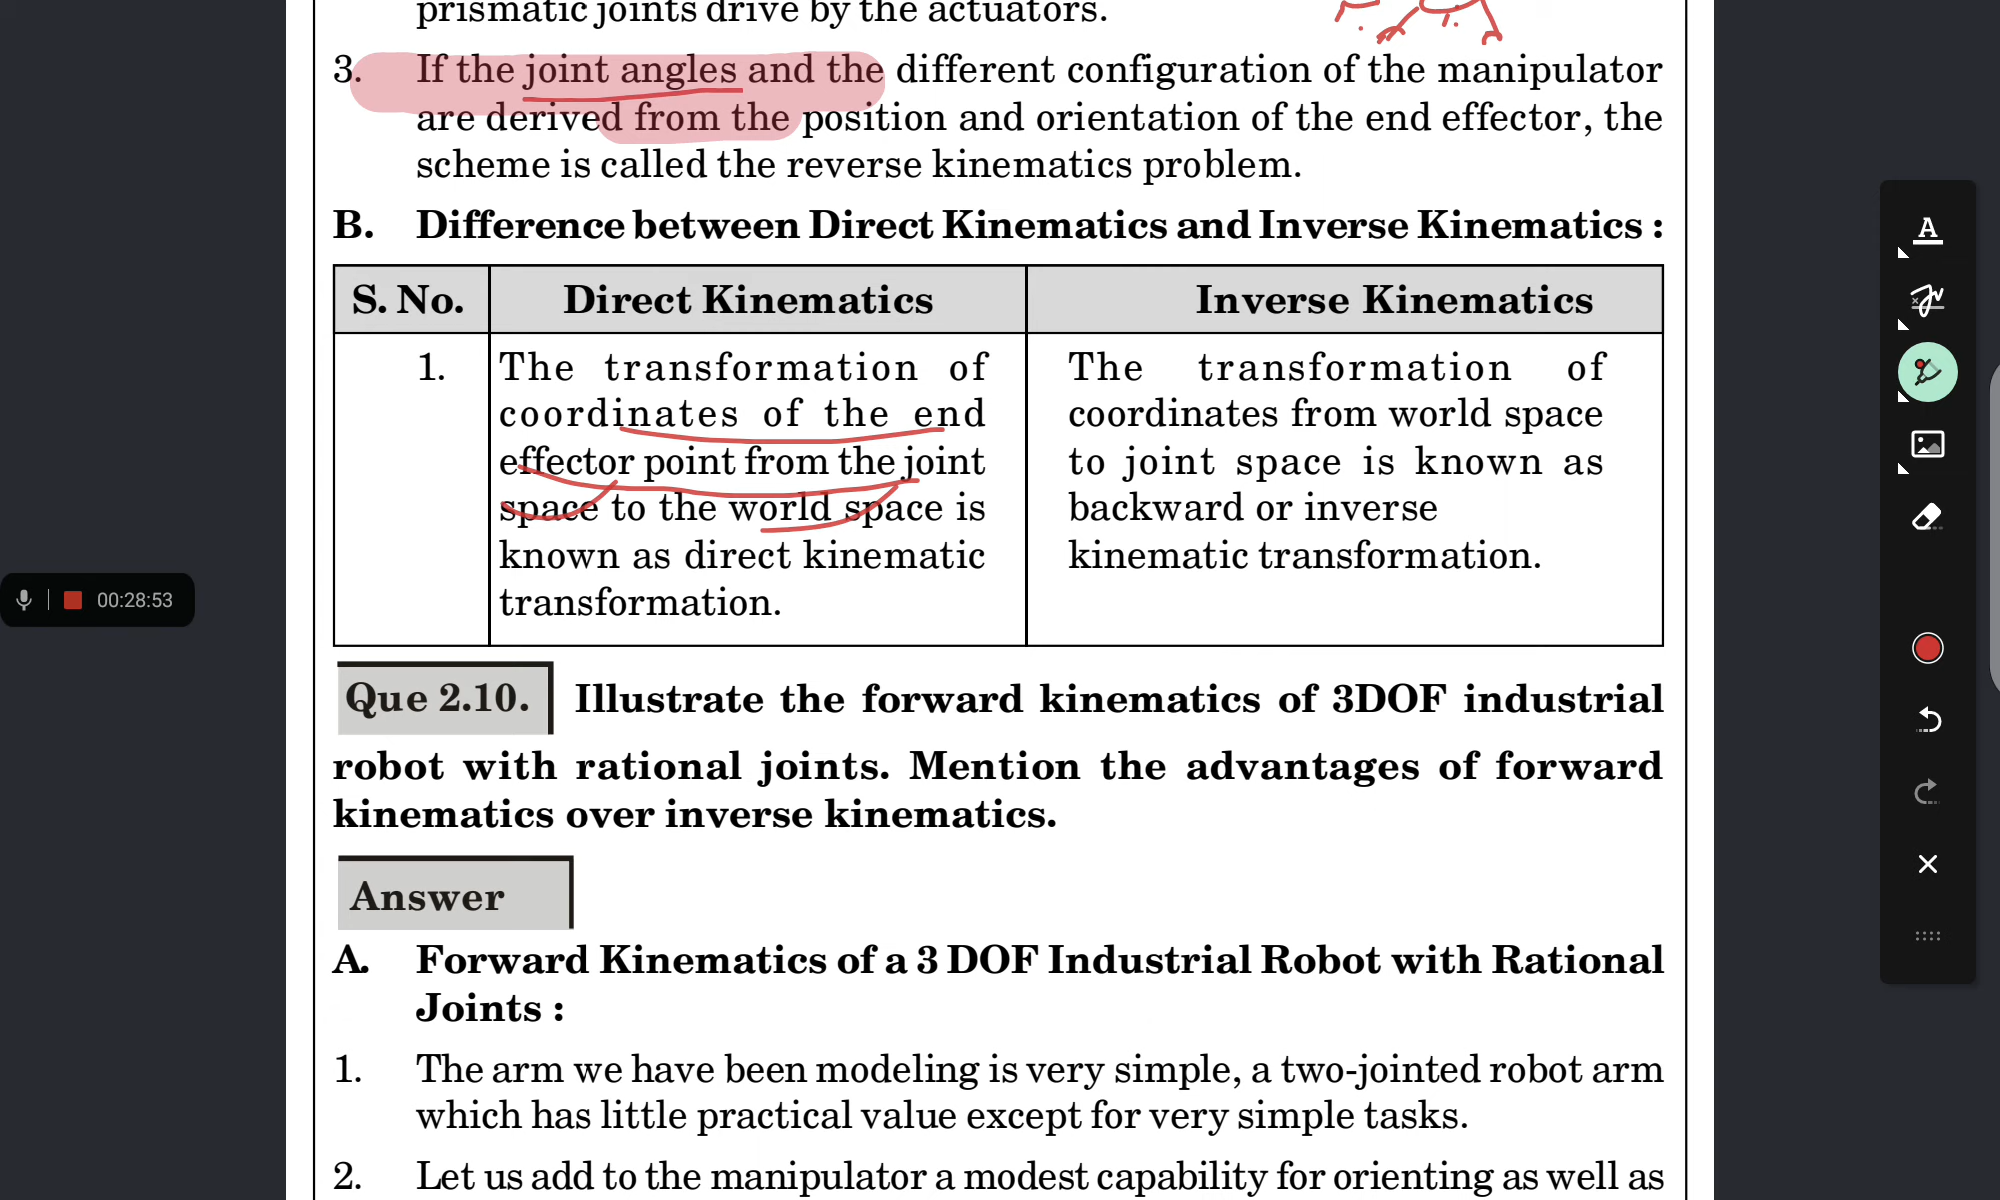 prismatic joints drive by the actuators.
3. If the joint angles and the different configuration of the manipulator
are derived from the position and orientation of the end effector, the
scheme is called the reverse kinematics problem.
B. Difference between Direct Kinematics and Inverse Kinematics :
S. No. Direct Kinematics Inverse Kinematics
1.
The transformation of
coordinates of the end
effector point from the joint
space to the world space is
known as direct kinematic
transformation.
The transformation of
coordinates from world space
to joint space is known as
backward or inverse
kinematic transformation.
00:28:53
Que 2.10. Illustrate the forward kinematics of 3DOF industrial
robot with rational joints. Mention the advantages of forward
kinematics over inverse kinematics.
Answer
A. Forward Kinematics of a 3 DOF Industrial Robot with Rational
Joints :
1. The arm we have been modeling is very simple, a two-jointed robot arm
which has little practical value except for very simple tasks.
2. Let us add to the manipulator a modest capability for orienting as well as
A